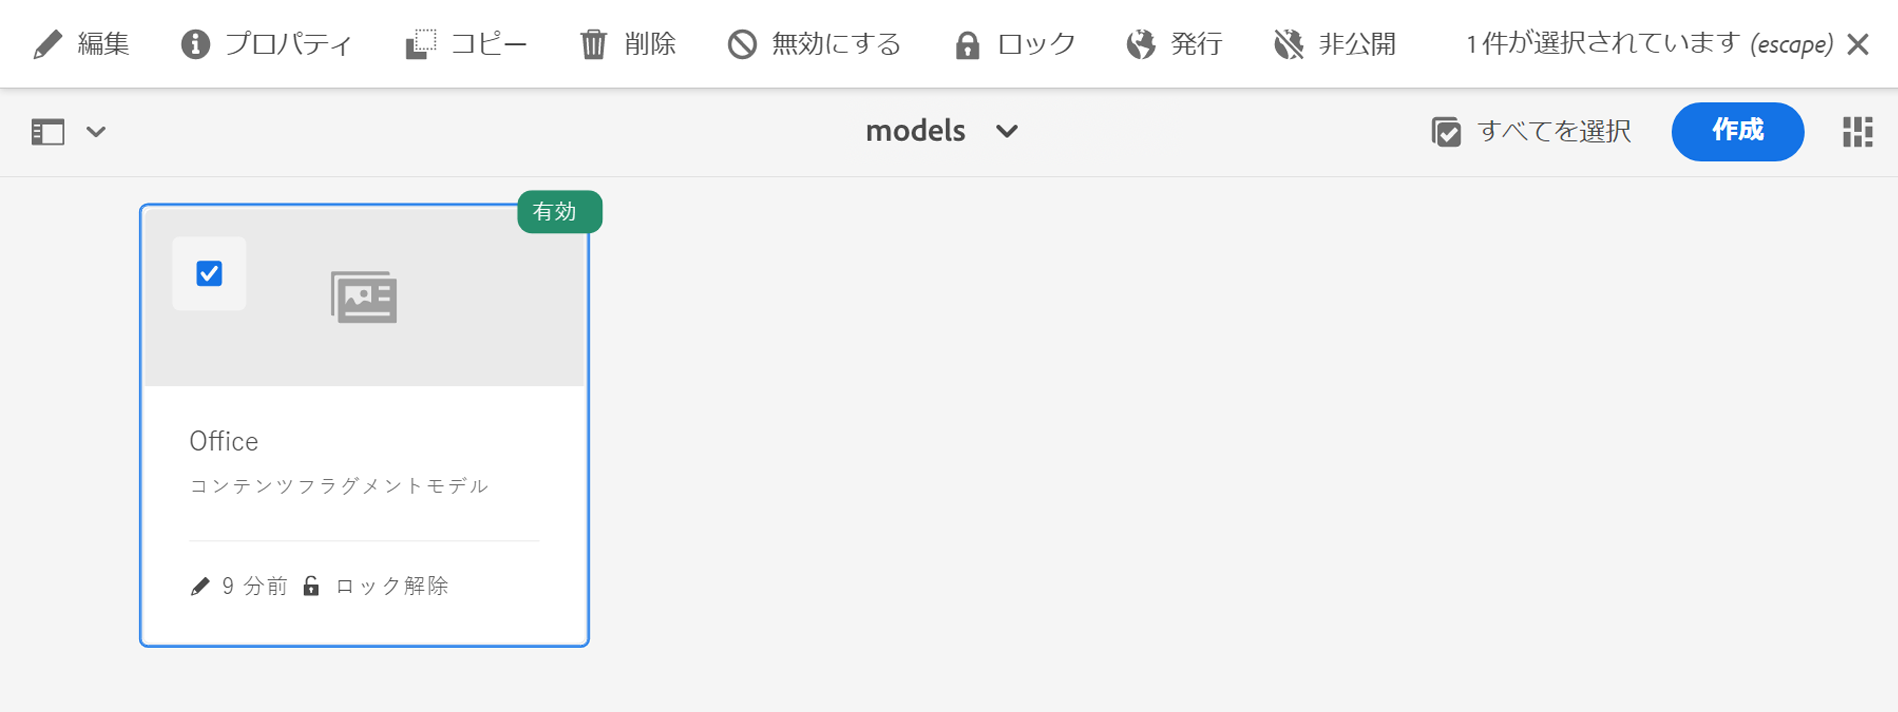 編集 プロパティ コピー 削除 無効にする ロック 発行 非公開 1 件が選択されています (escape)
models すべてを選択 作成
有効
Office
コンテンツフラグメントモデル
9 分前 ロック解除